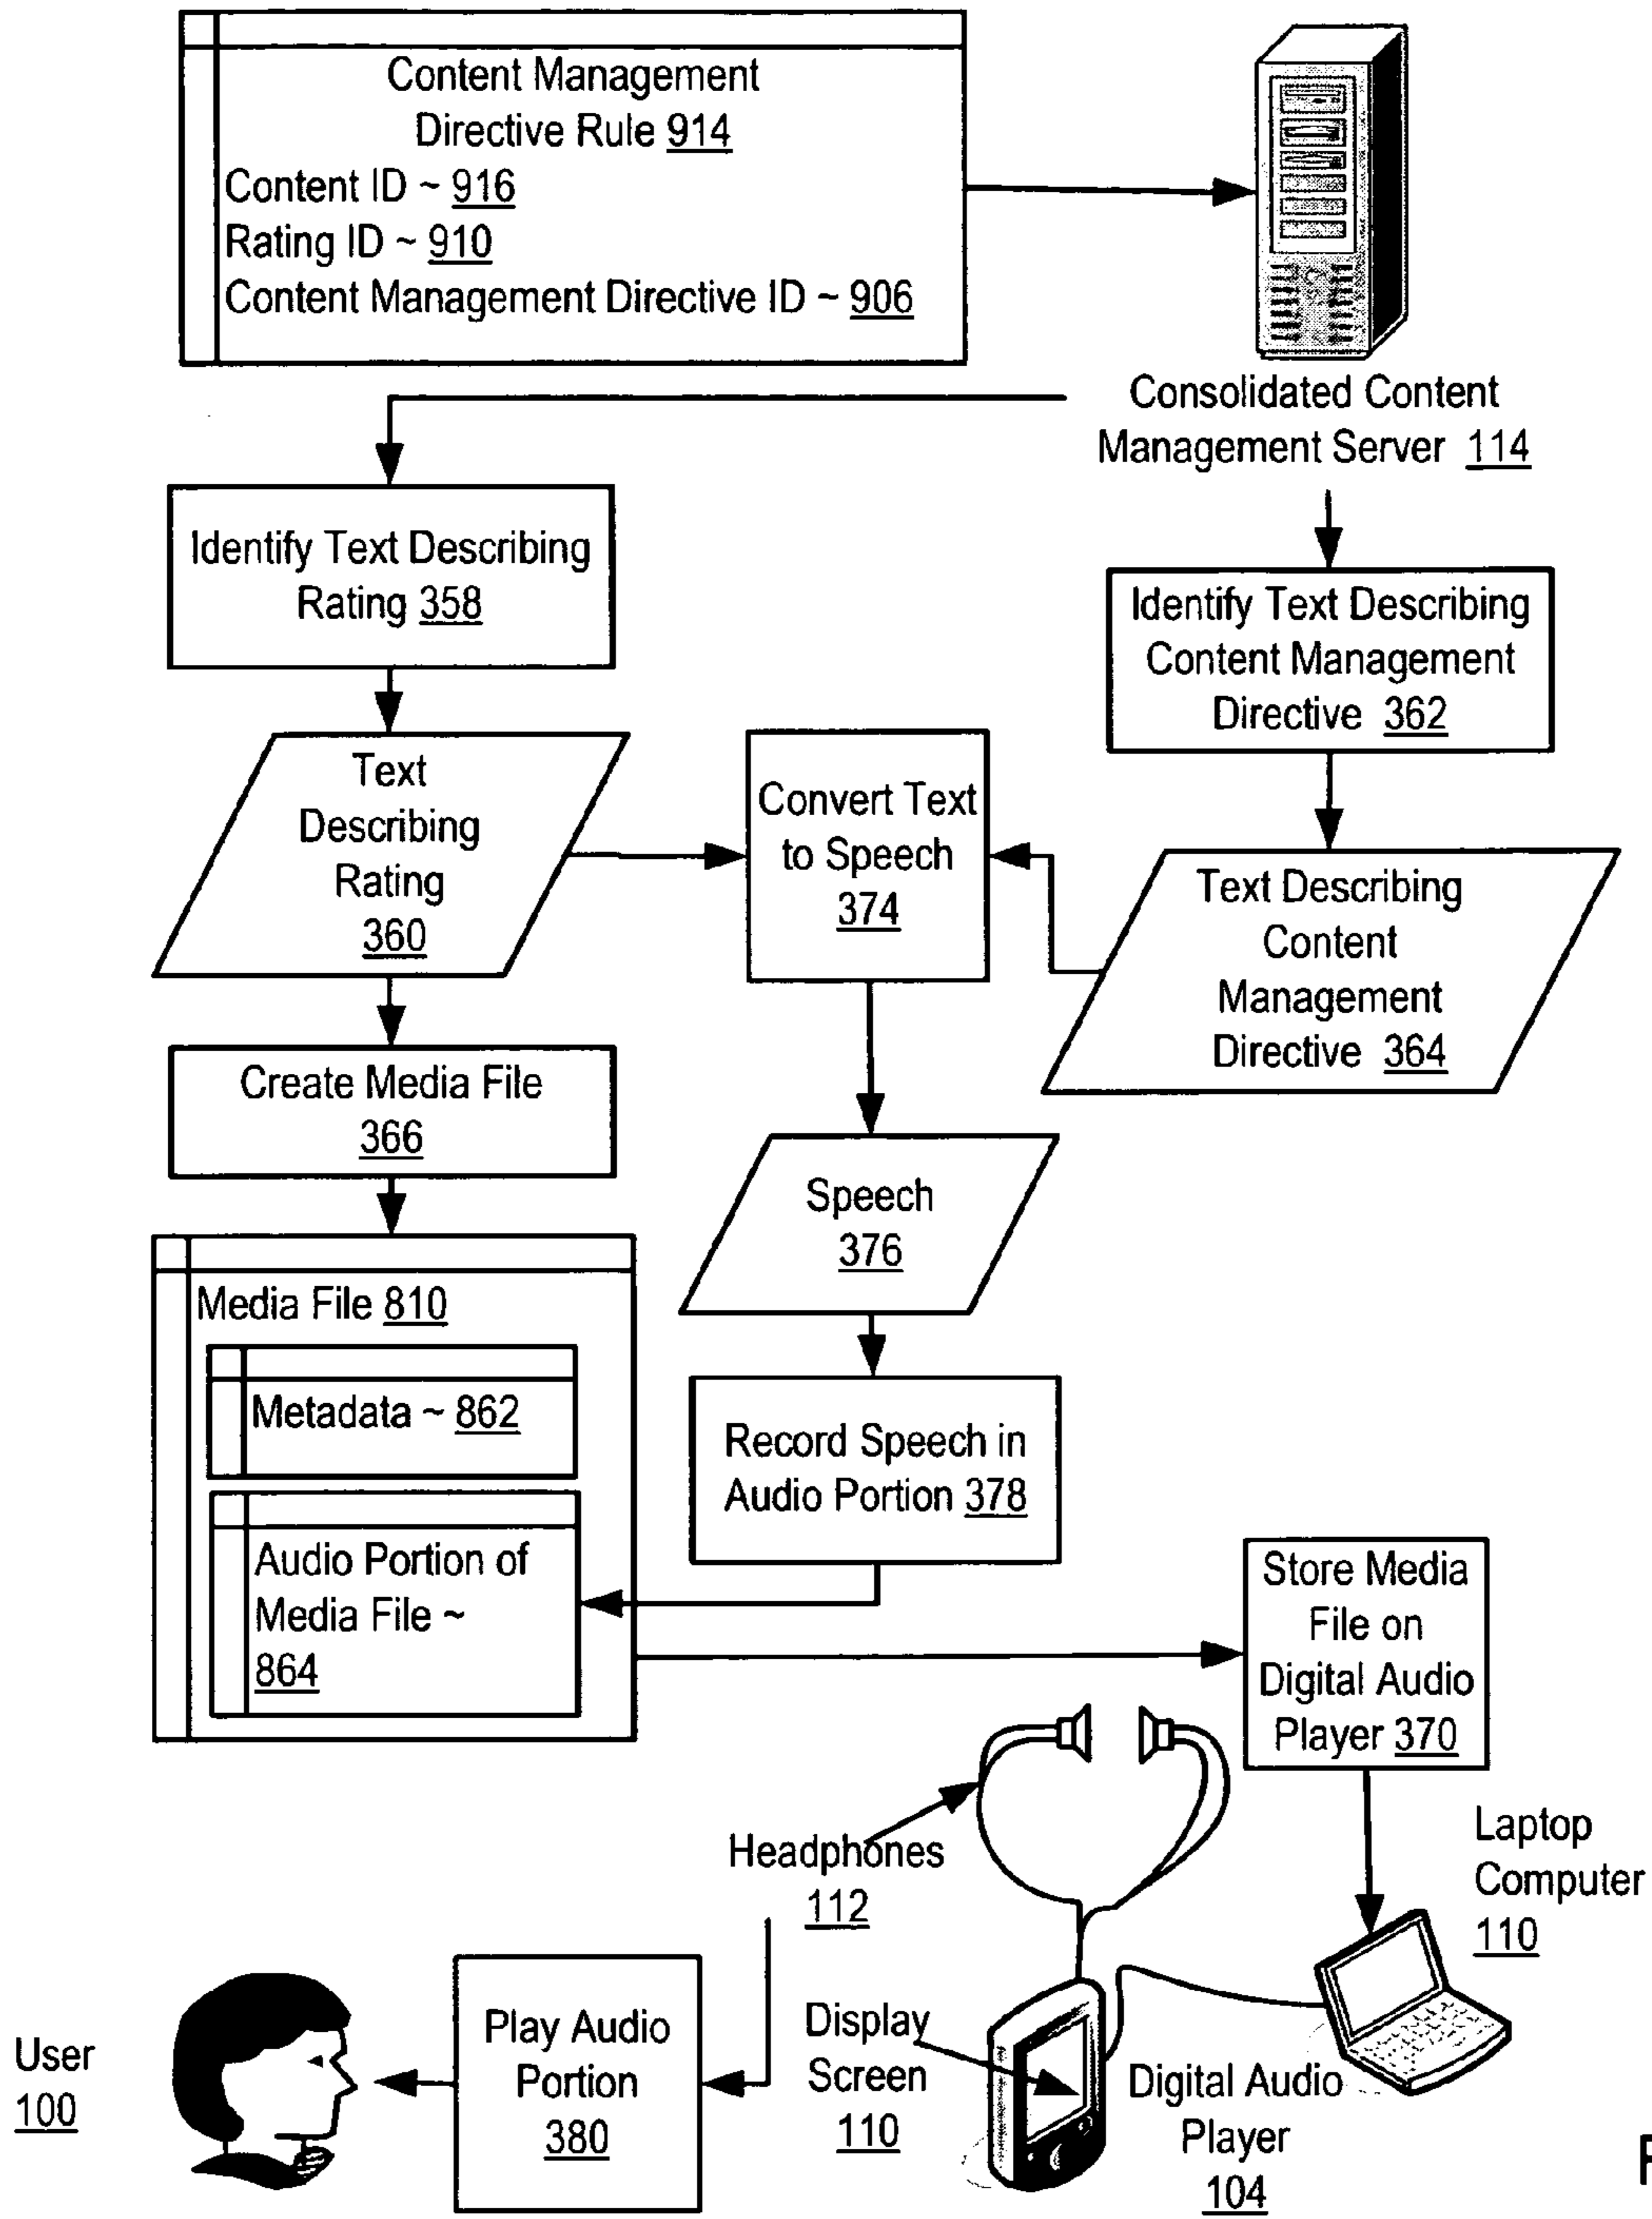 Content Management
Directive Rule 914
Content ID ~ 916
Rating ID ~ 910
Content Management Directive ID ~ 906
Consolidated Content
Management Server 114
Identify Text Describing
Rating 358
Identify Text Describing
Content Management
Directive 362
Text
Describing
Rating
360
Convert Text
to Speech
374
Text Describing
Content
Management
Directive 364
Create Media File
366
Speech
376
Media File 810
Metadata ~ 862
Record Speech in
Audio Portion 378
Audio Portion of
Media File ~
864
Store Media
File on
Digital Audio
Player 370
Headphones
112
Laptop
Computer
110
User
100
Play Audio
Portion
380
Display
Screen
110
Digital Audio
Player
104